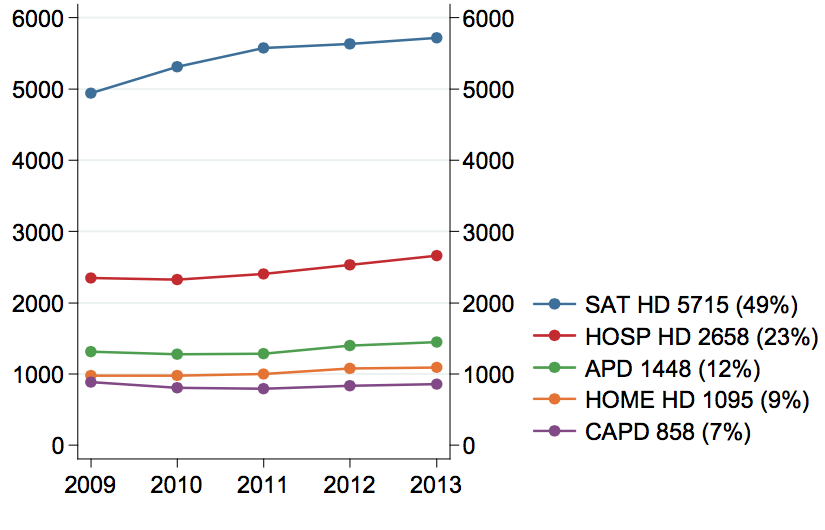 6000 6000
5000 5000
4000 4000
3000 3000
2000 2000
SAT HD 5715 (49%)
HOSP HD 2658 (23%)
APD 1448 (12%)
1000 1000
HOME HD 1095 (9%)
CAPD 858 (7%)
0 0
2009 2010 2011 2012 2013